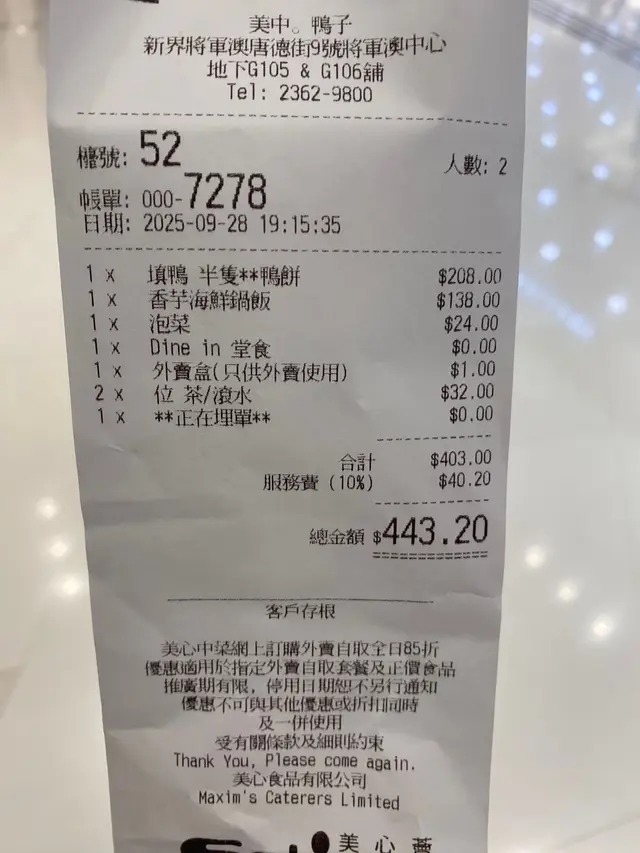 美中。鴨子
新界將軍澳唐德街9號將軍澳中心
地下G105 & G106舖
Tel: 2362-9800
檯號: 52
人數: 2
帳單: 000-7278
日期: 2025-09-28 19:15:35
1 x 填鴨 半隻**鴨餅 $208.00
1 x 香芋海鮮鍋飯 $138.00
1 x 泡菜 $24.00
1 x Dine in 堂食 $0.00
1 x 外賣盒(只供外賣使用) $1.00
2 x 位 茶/滾水 $32.00
1 x **正在埋單** $0.00
合計 $403.00
服務費 (10%) $40.20
總金額 $443.20
客戶存根
美心中菜網上訂購外賣自取全日85折
優惠適用於指定外賣自取套餐及正價食品
推廣期有限, 停用日期恕不另行通知
優惠不可與其他優惠或折扣同時
及一併使用
受有關條款及細則約束
Thank You, Please come again.
美心食品有限公司
Maxim's Caterers Limited
美心薈